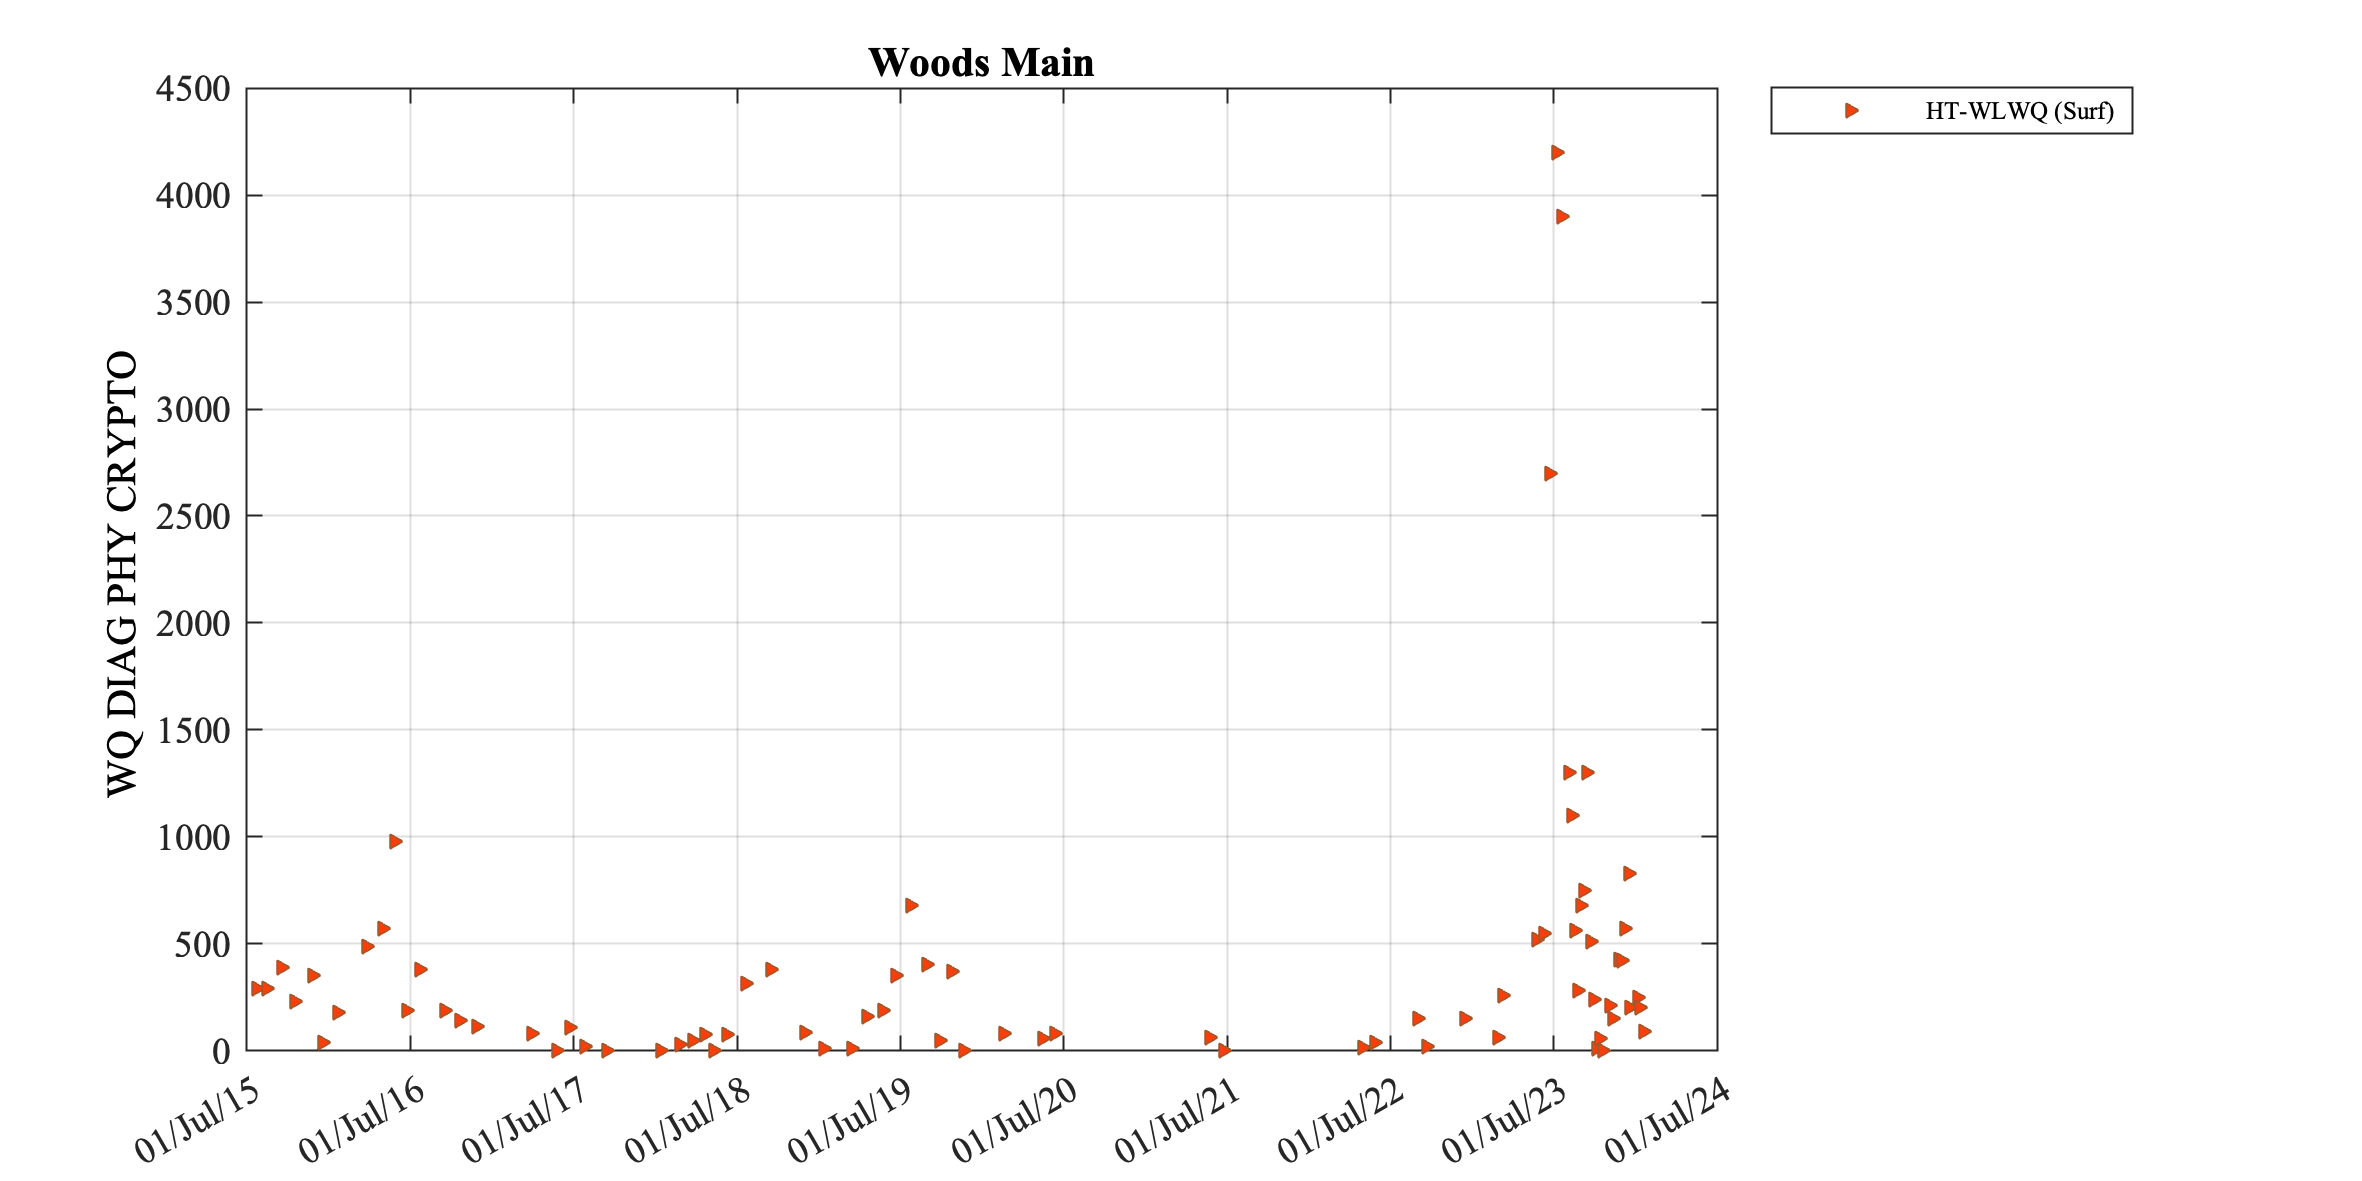 Woods Main
HT-WLWQ (Surf)
WQ DIAG PHY CRYPTO
4500
4000
3500
3000
2500
2000
1500
1000
500
0
01/Jul/15
01/Jul/16
01/Jul/17
01/Jul/18
01/Jul/19
01/Jul/20
01/Jul/21
01/Jul/22
01/Jul/23
01/Jul/24